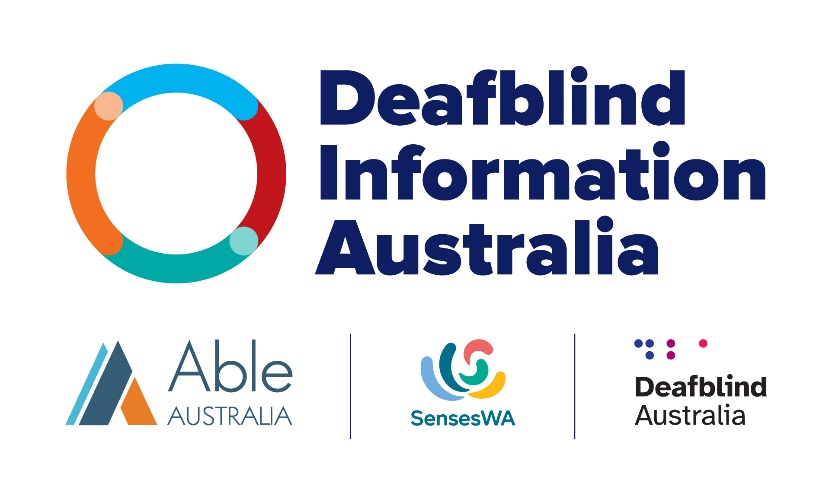 Deafblind
Information
Australia
Able
AUSTRALIA
SensesWA
Deafblind
Australia